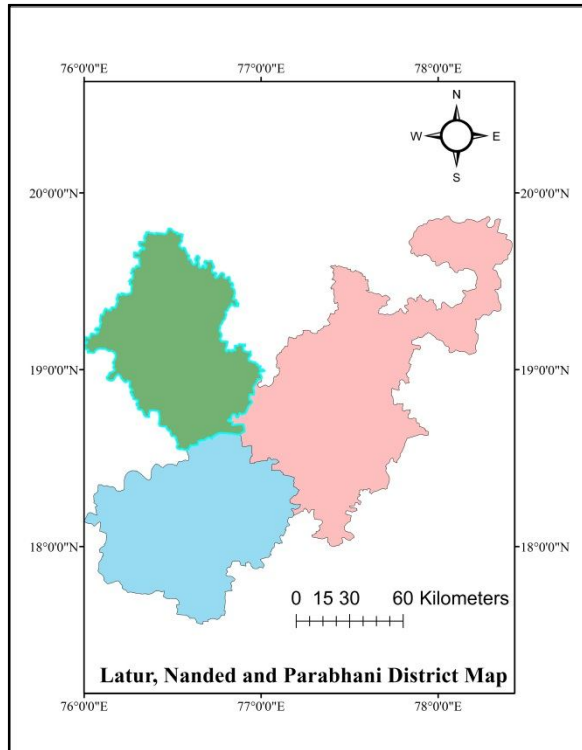 76°0'0"E 77°0'0"E 78°0'0"E
N
W E
S
20°0'0"N 20°0'0"N
19°0'0"N 19°0'0"N
18°0'0"N 18°0'0"N
0 15 30 60 Kilometers
Latur, Nanded and Parabhani District Map
76°0'0"E 77°0'0"E 78°0'0"E